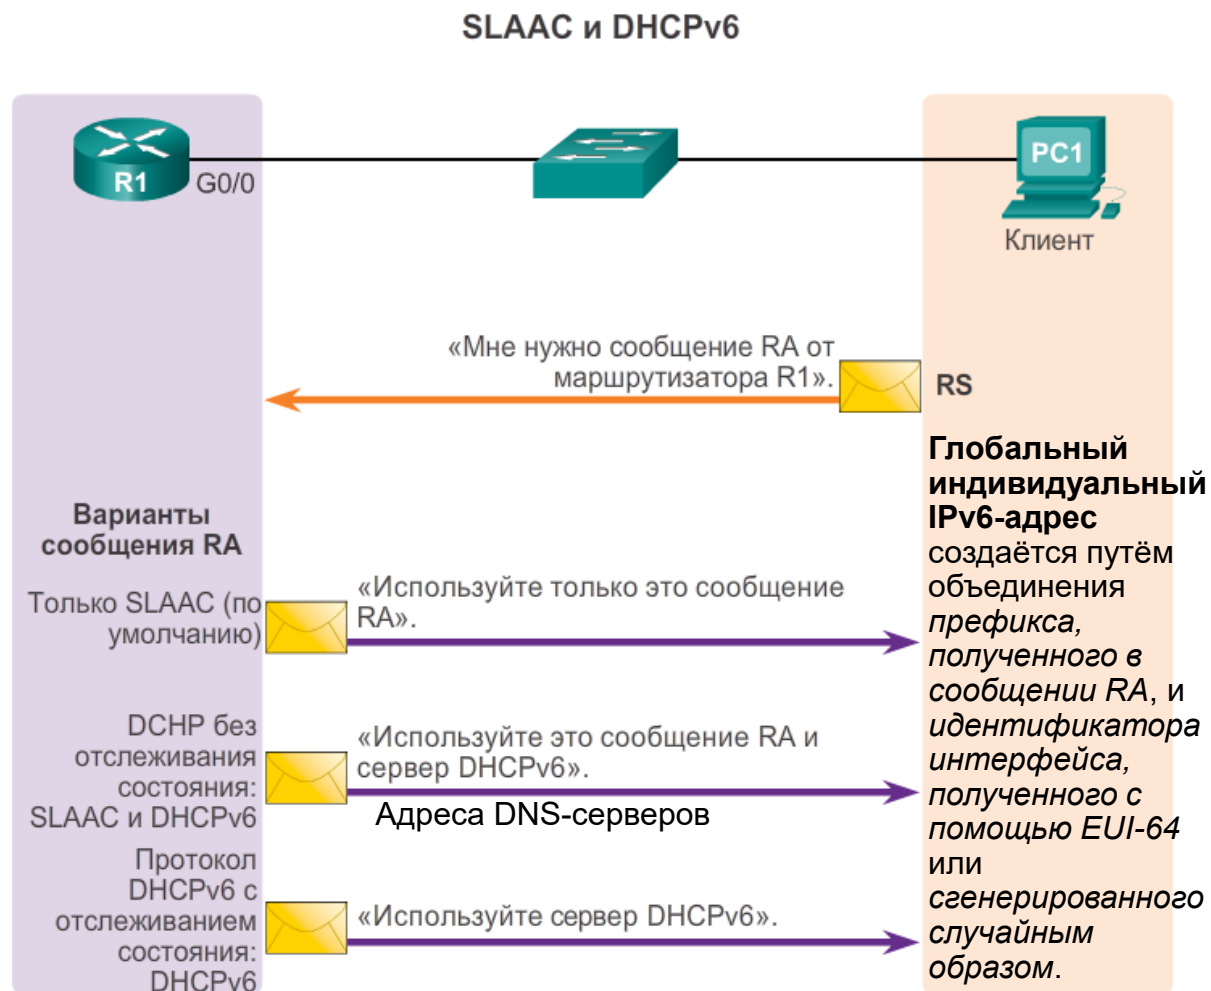 SLAAC и DHCPv6
R1
G0/0
PC1
Клиент
«Мне нужно сообщение RA от
маршрутизатора R1».
RS
Варианты
сообщения RA
Только SLAAC (по
умолчанию)
«Используйте только это сообщение
RA».
DCHP без
отслеживания
состояния:
SLAAC и DHCPv6
«Используйте это сообщение RA и
сервер DHCPv6».
Адреса DNS-серверов
Протокол
DHCPv6 с
отслеживанием
состояния:
DHCPv6
«Используйте сервер DHCPv6».
Глобальный
индивидуальный
IPv6-адрес
создаётся путём
объединения
префикса,
полученного в
сообщении RA, и
идентификатора
интерфейса,
полученного с
помощью EUI-64
или
сгенерированного
случайным
образом.